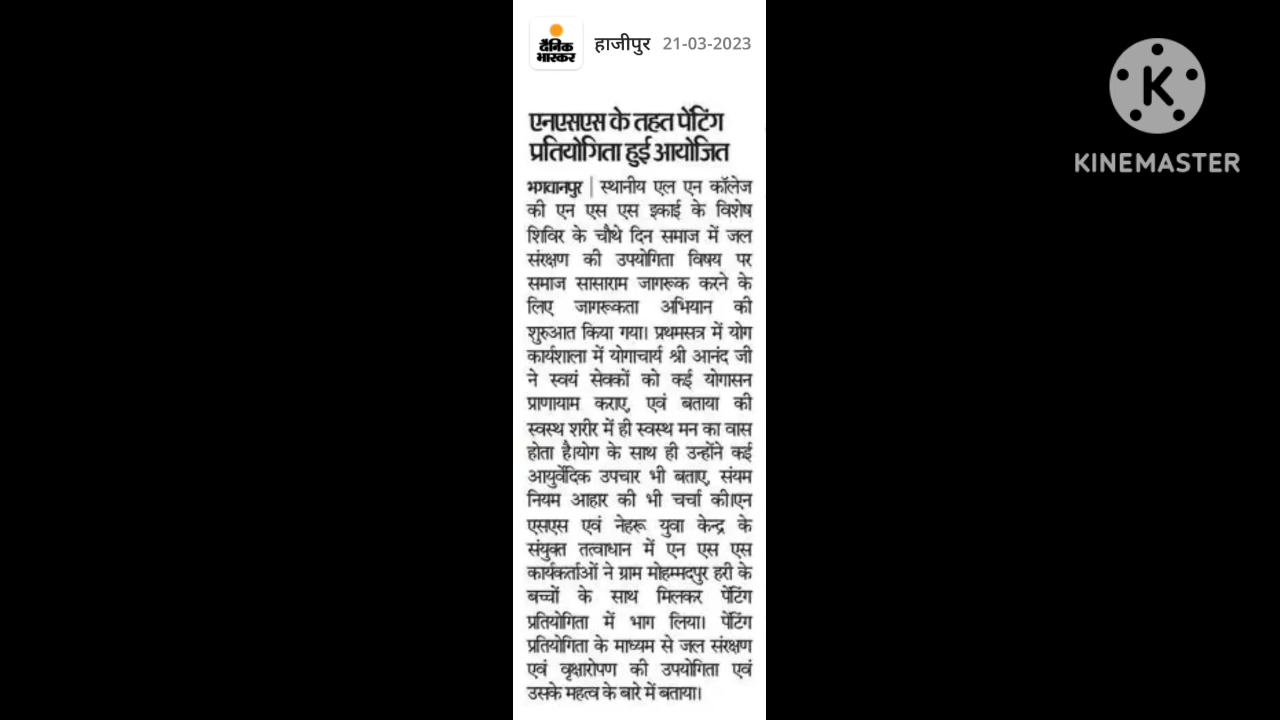 दैनिक
भास्कर
हाजीपुर 21-03-2023
एनएसएस के तहत पेंटिंग
प्रतियोगिता हुई आयोजित
भगवानपुर | स्थानीय एल एन कॉलेज
की एन एस एस इकाई के विशेष
शिविर के चौथे दिन समाज में जल
संरक्षण की उपयोगिता विषय पर
समाज सासाराम जागरूक करने के
लिए जागरूकता अभियान की
शुरुआत किया गया। प्रथमसत्र में योग
कार्यशाला में योगाचार्य श्री आनंद जी
ने स्वयं सेवकों को कई योगासन
प्राणायाम कराए, एवं बताया की
स्वस्थ शरीर में ही स्वस्थ मन का वास
होता है।योग के साथ ही उन्होंने कई
आयुर्वेदिक उपचार भी बताए, संयम
नियम आहार की भी चर्चा की।एन
एसएस एवं नेहरू युवा केन्द्र के
संयुक्त तत्वाधान में एन एस एस
कार्यकर्ताओं ने ग्राम मोहम्मदपुर हरी के
बच्चों के साथ मिलकर पेंटिंग
प्रतियोगिता में भाग लिया। पेंटिंग
प्रतियोगिता के माध्यम से जल संरक्षण
एवं वृक्षारोपण की उपयोगिता एवं
उसके महत्व के बारे में बताया।
K
KINEMASTER